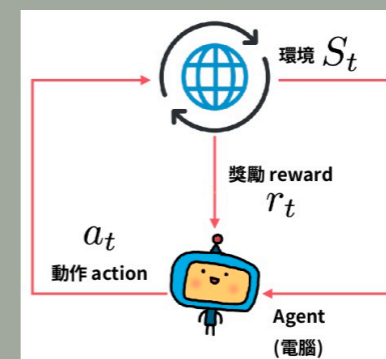 環境 S_t
獎勵 reward
r_t
a_t
動作 action
Agent
(電腦)